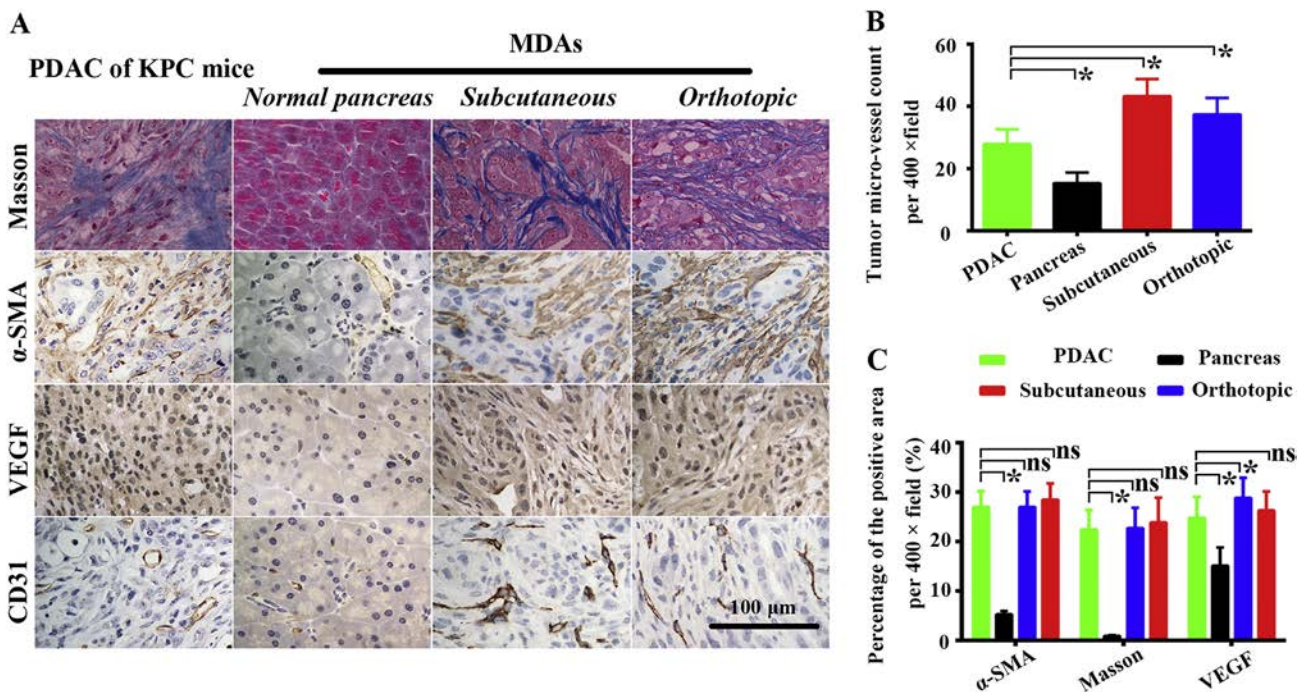 A
PDAC of KPC mice
MDAs
Normal pancreas
Subcutaneous
Orthotopic
Masson
α-SMA
VEGF
CD31
100 μm
B
Tumor micro-vessel count
per 400 ×field
60
40
20
0
*
*
*
PDAC
Pancreas
Subcutaneous
Orthotopic
C
PDAC
Pancreas
Subcutaneous
Orthotopic
Percentage of the positive area
per 400 × field (%)
40
30
20
10
0
* ns ns
* ns ns
* * ns
α-SMA
Masson
VEGF